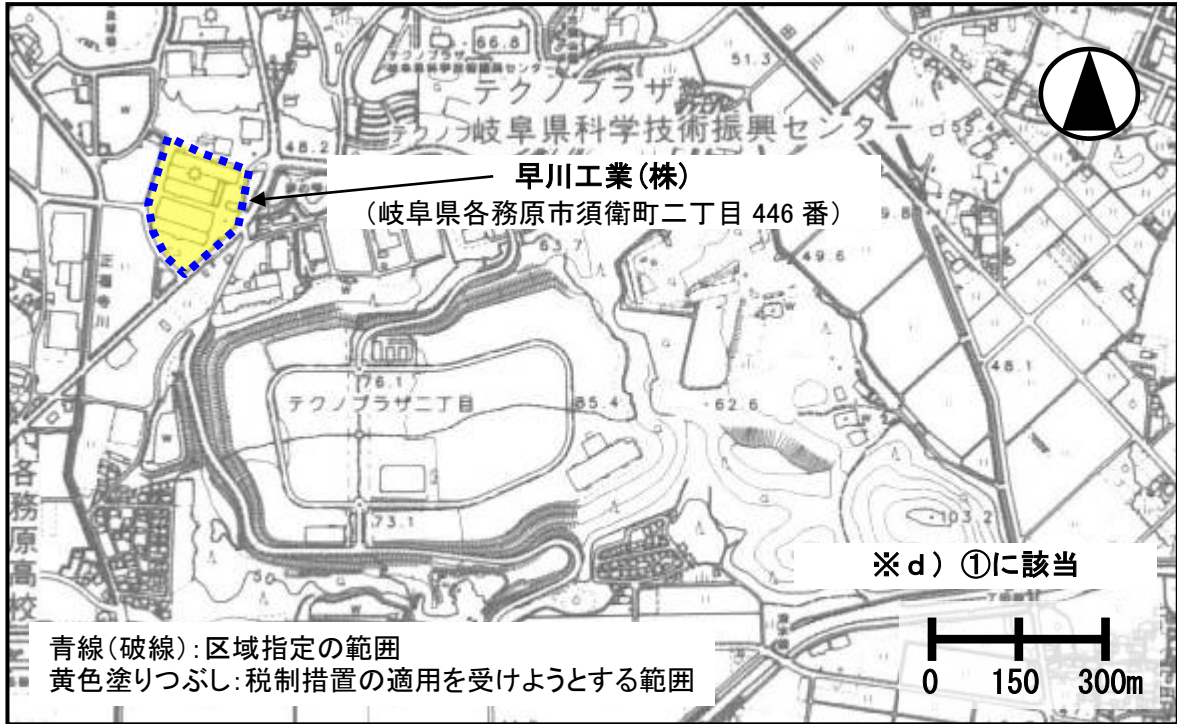 66.8
51.3
テクノプラザ
岐阜県科学技術振興センター
55.4
48.2
早川工業(株)
(岐阜県各務原市須衛町二丁目 446 番)
63.7
49.6
48.1
76.1
テクノプラザ二丁目
85.4
62.6
73.1
103.2
各務原高校
※d) ①に該当
青線(破線):区域指定の範囲
黄色塗りつぶし:税制措置の適用を受けようとする範囲
0 150 300m